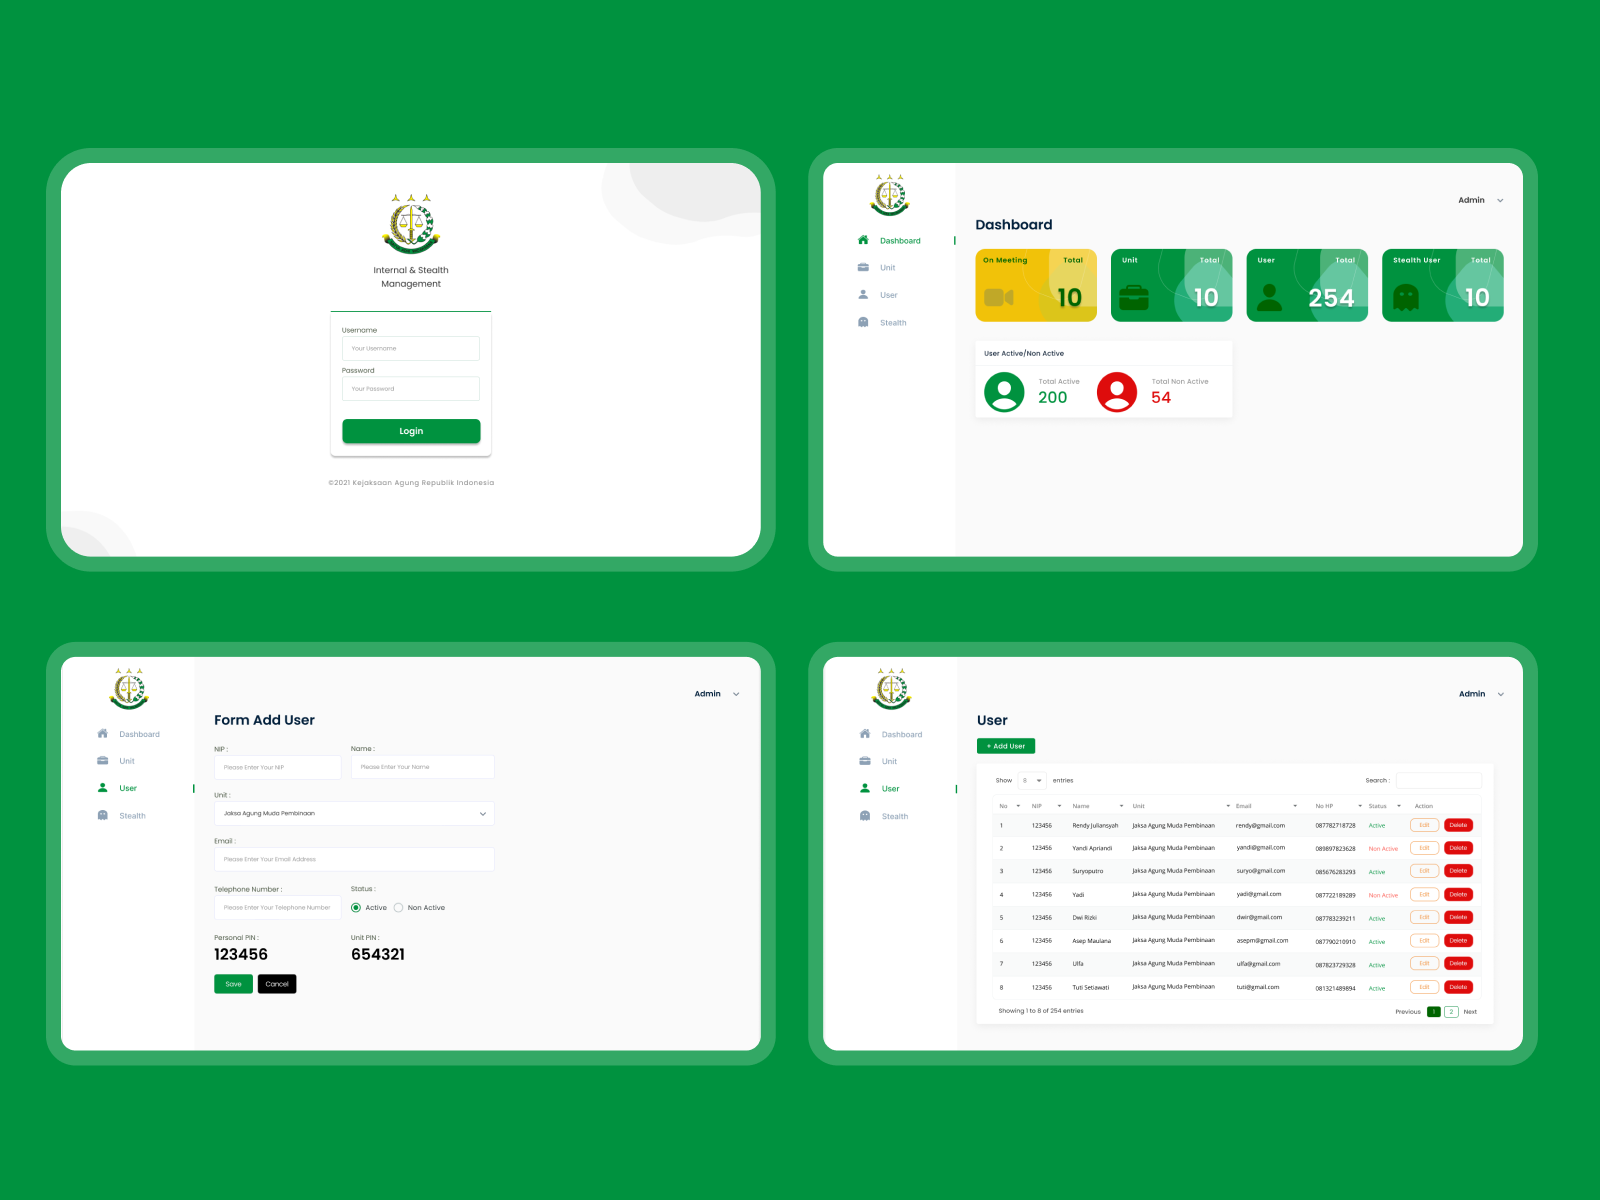 Internal & Stealth
Management
Username
Your Username
Password
Your Password
Login
©2021 Kejaksaan Agung Republik Indonesia
Admin
Dashboard
Dashboard
Unit
User
Stealth
On Meeting Total
10
Unit Total
10
User Total
254
Stealth User Total
10
User Active/Non Active
Total Active
200
Total Non Active
54
Admin
Dashboard
Unit
User
Stealth
Form Add User
NIP :
Please Enter Your NIP
Name :
Please Enter Your Name
Unit :
Jaksa Agung Muda Pembinaan
Email :
Please Enter Your Email Address
Telephone Number :
Please Enter Your Telephone Number
Status :
Active Non Active
Personal PIN :
123456
Unit PIN :
654321
Save Cancel
Admin
Dashboard
Unit
User
Stealth
User
+ Add User
Show 8 entries Search :
No NIP Name Unit Email No HP Status Action
1 123456 Rendy Juliansyah Jaksa Agung Muda Pembinaan rendy@gmail.com 087782718728 Active Edit Delete
2 123456 Yandi Apriandi Jaksa Agung Muda Pembinaan yandi@gmail.com 089897823628 Non Active Edit Delete
3 123456 Suryoputro Jaksa Agung Muda Pembinaan suryo@gmail.com 085676283293 Active Edit Delete
4 123456 Yadi Jaksa Agung Muda Pembinaan yadi@gmail.com 087722189289 Non Active Edit Delete
5 123456 Dwi Rizki Jaksa Agung Muda Pembinaan dwir@gmail.com 087783239211 Active Edit Delete
6 123456 Asep Maulana Jaksa Agung Muda Pembinaan asepm@gmail.com 087790210910 Active Edit Delete
7 123456 Ulfa Jaksa Agung Muda Pembinaan ulfa@gmail.com 087823729328 Active Edit Delete
8 123456 Tuti Setiawati Jaksa Agung Muda Pembinaan tuti@gmail.com 081321489894 Active Edit Delete
Showing 1 to 8 of 254 entries Previous 1 2 Next